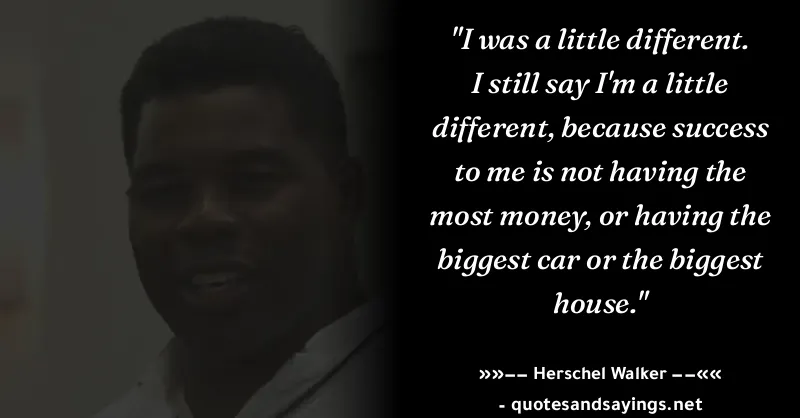 "I was a little different.
I still say I'm a little
different, because success
to me is not having the
most money, or having the
biggest car or the biggest
house."
»»–– Herschel Walker ––««
- quotesandsayings.net